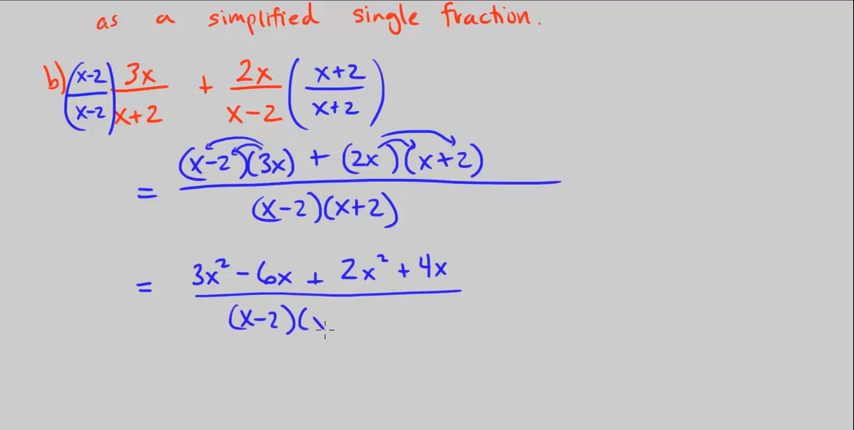 as a simplified single fraction.
b) ((x-2)/(x-2)) 3x/(x+2) + 2x/(x-2) ((x+2)/(x+2))
= ((x-2)(3x) + (2x)(x+2))/((x-2)(x+2))
= (3x² - 6x + 2x² + 4x)/((x-2)(x